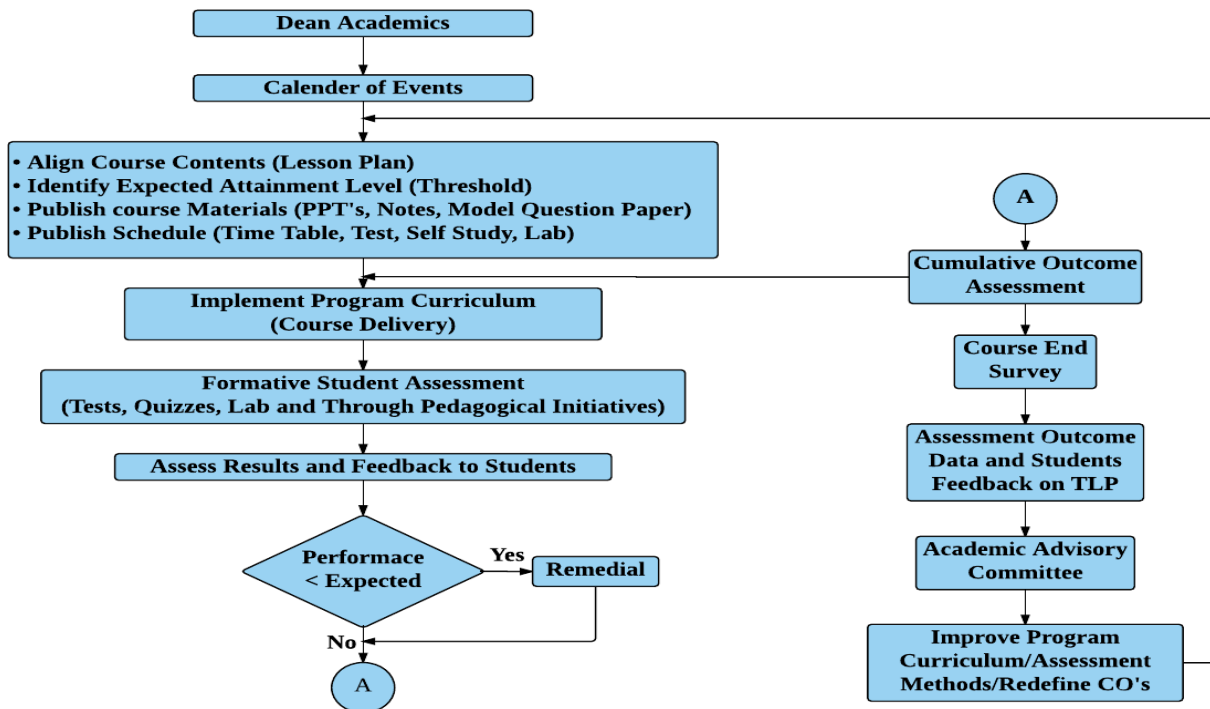 Dean Academics
Calender of Events
• Align Course Contents (Lesson Plan)
• Identify Expected Attainment Level (Threshold)
• Publish course Materials (PPT's, Notes, Model Question Paper)
• Publish Schedule (Time Table, Test, Self Study, Lab)
Implement Program Curriculum
(Course Delivery)
Formative Student Assessment
(Tests, Quizzes, Lab and Through Pedagogical Initiatives)
Assess Results and Feedback to Students
Performace
< Expected
Yes
Remedial
No
A
A
Cumulative Outcome
Assessment
Course End
Survey
Assessment Outcome
Data and Students
Feedback on TLP
Academic Advisory
Committee
Improve Program
Curriculum/Assessment
Methods/Redefine CO's